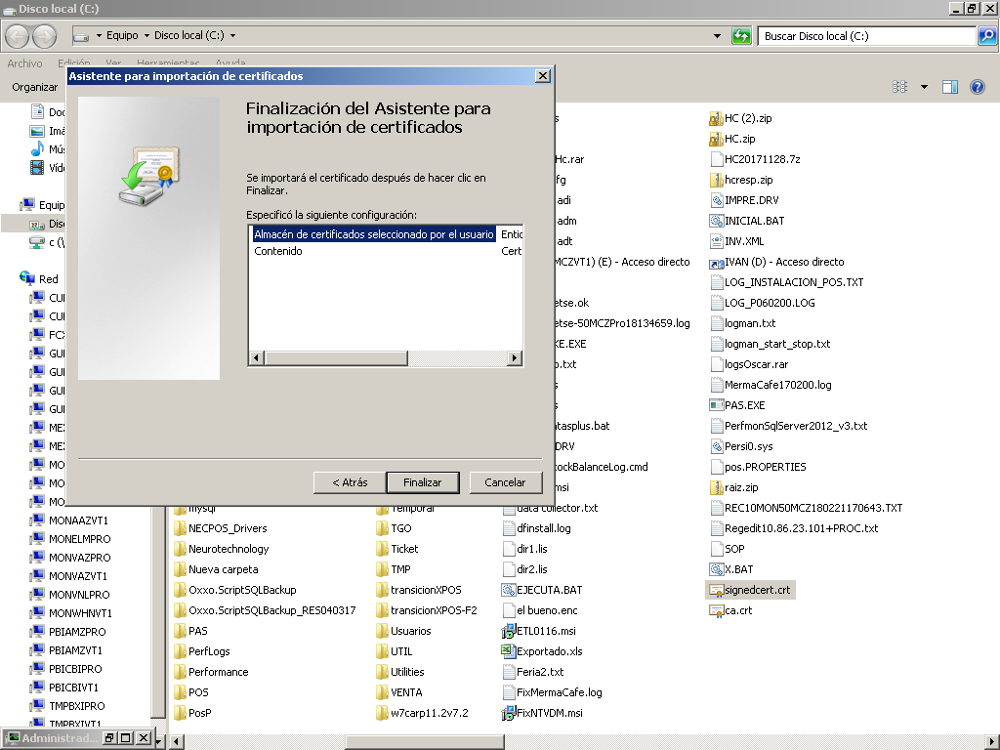 Disco local (C:)
Equipo
Disco local (C:)
Buscar Disco local (C:)
Archivo Edición Ver Herramientas Ayuda
Organizar
Asistente para importación de certificados
Finalización del Asistente para
importación de certificados
Se importará el certificado después de hacer clic en
Finalizar.
Especificó la siguiente configuración:
Almacén de certificados seleccionado por el usuario Entid
Contenido Cert
< Atrás
Finalizar
Cancelar
Equip
Disc
c (\
Red
CUI
CUI
FC
GUI
GUI
GUI
GUI
ME
ME
MO
MO
MO
MONAAZVT1
MONELMPRO
MONVAZPRO
MONVAZVT1
MONVNLPRO
MONWHNVT1
PBIAMZPRO
PBIAMZVT1
PBICBIPRO
PBICBIVT1
TMPBXIPRO
TMPBXIVT1
mysql
NECPOS_Drivers
Neurotechnology
Nueva carpeta
Oxxo.ScriptSQLBackup
Oxxo.ScriptSQLBackup_RES040317
PAS
PerfLogs
Performance
POS
PosP
Temporal
TGO
Ticket
TMP
transicionXPOS
transicionXPOS-F2
Usuarios
UTIL
Utilities
VENTA
w7carp11.2v7.2
s
Hc.rar
fg
adi
adm
adt
MCZVT1) (E) - Acceso directo
etse.ok
etse-50MCZPro18134659.log
KE.EXE
p.txt
s
atasplus.bat
DRV
tockBalanceLog.cmd
msi
data collector.txt
dfinstall.log
dir1.lis
dir2.lis
EJECUTA.BAT
el bueno.enc
ETL0116.msi
Exportado.xls
Feria2.txt
FixMermaCafe.log
FixNTVDM.msi
HC (2).zip
HC.zip
HC20171128.7z
hcresp.zip
IMPRE.DRV
INICIAL.BAT
INV.XML
IVAN (D) - Acceso directo
LOG_INSTALACION_POS.TXT
LOG_P060200.LOG
logman.txt
logman_start_stop.txt
logsOscar.rar
MermaCafe170200.log
PAS.EXE
PerfmonSqlServer2012_v3.txt
Persi0.sys
pos.PROPERTIES
raiz.zip
REC10MON50MCZ180221170643.TXT
Regedit10.86.23.101+PROC.txt
SOP
X.BAT
signedcert.crt
ca.crt
Administrad...